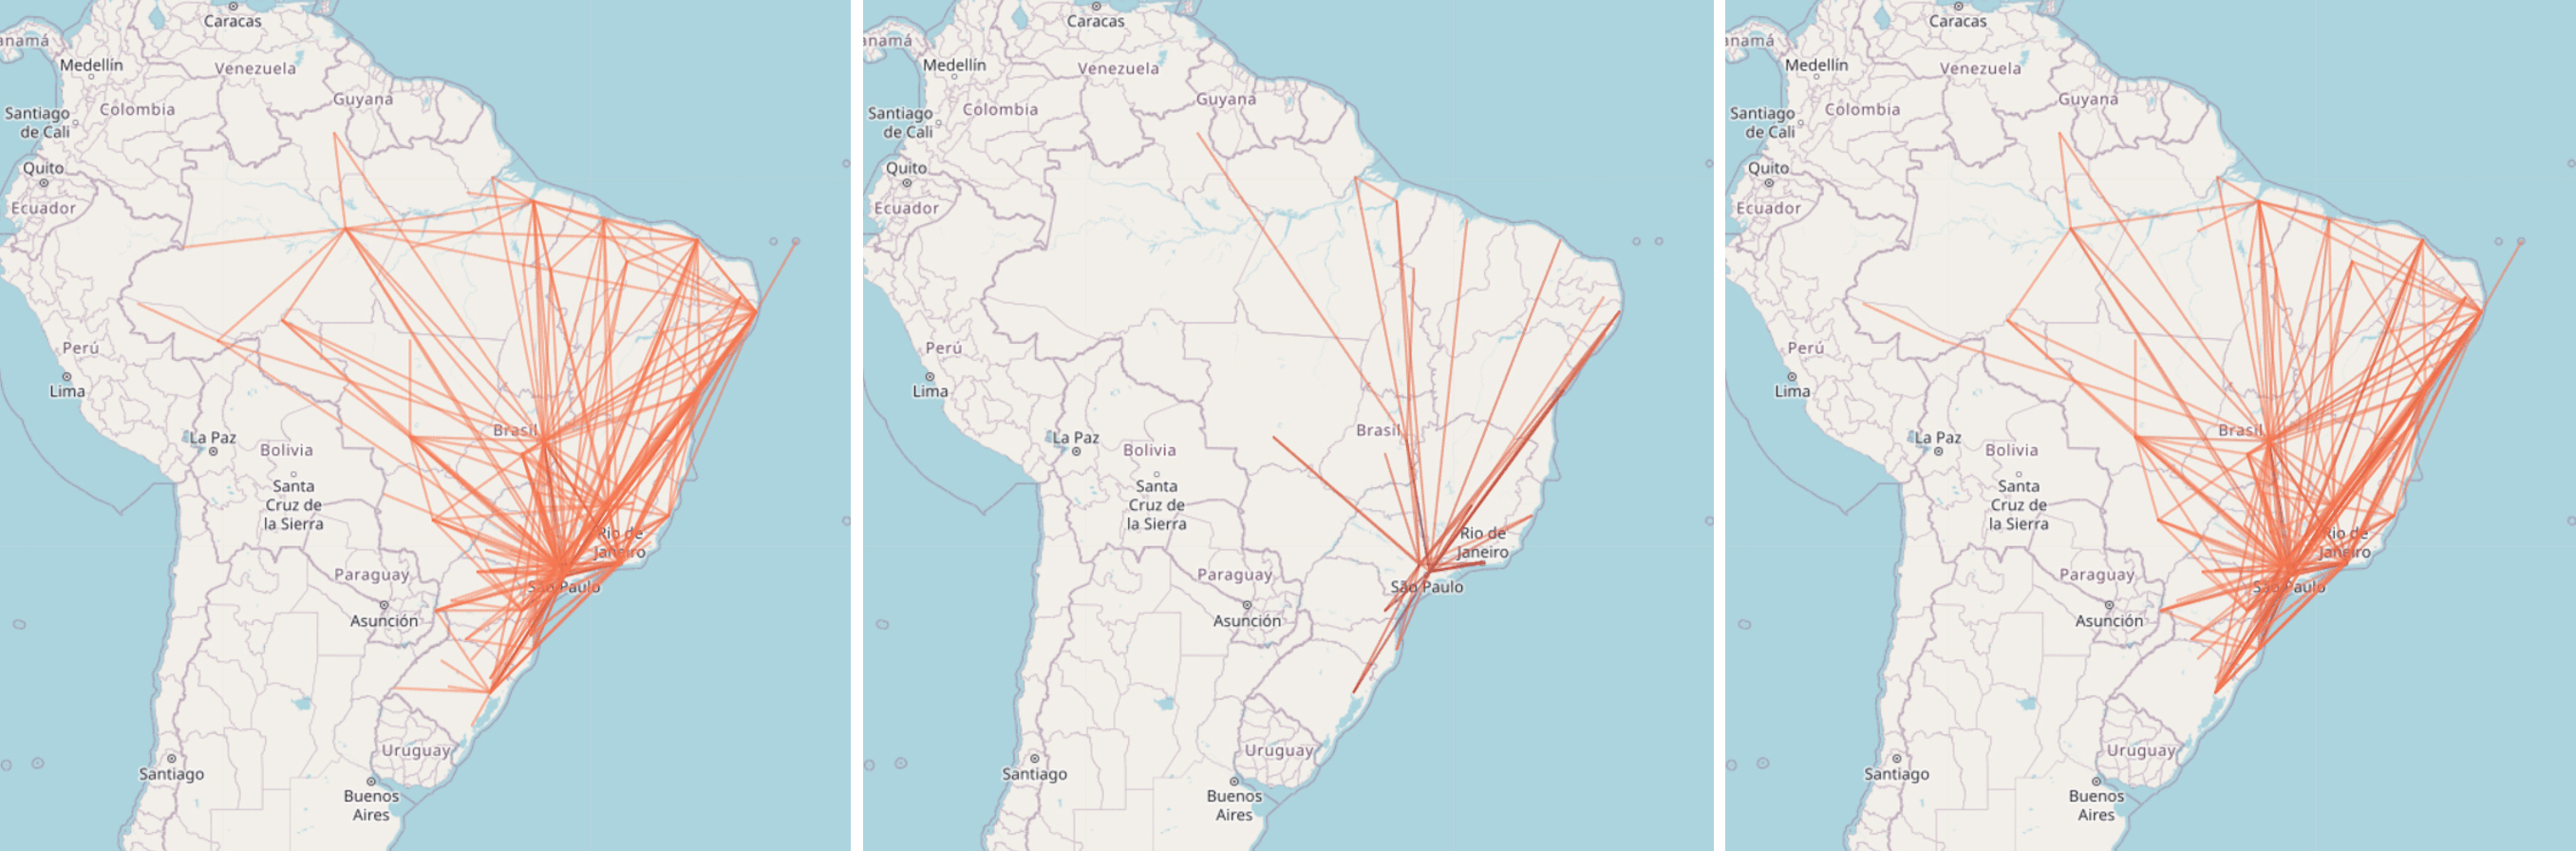 Caracas
anamá
Medellín
Venezuela
Guyana
Colombia
Santiago
de Cali
Quito
Ecuador
Perú
Lima
Brasil
La Paz
Bolivia
Santa
Cruz de
la Sierra
Rio de
Janeiro
São Paulo
Paraguay
Asunción
Uruguay
Santiago
Buenos
Aires
Caracas
anamá
Medellín
Venezuela
Guyana
Colombia
Santiago
de Cali
Quito
Ecuador
Perú
Lima
Brasil
La Paz
Bolivia
Santa
Cruz de
la Sierra
Rio de
Janeiro
São Paulo
Paraguay
Asunción
Uruguay
Santiago
Buenos
Aires
Caracas
anamá
Medellín
Venezuela
Guyana
Colombia
Santiago
de Cali
Quito
Ecuador
Perú
Lima
Brasil
La Paz
Bolivia
Santa
Cruz de
la Sierra
Rio de
Janeiro
São Paulo
Paraguay
Asunción
Uruguay
Santiago
Buenos
Aires